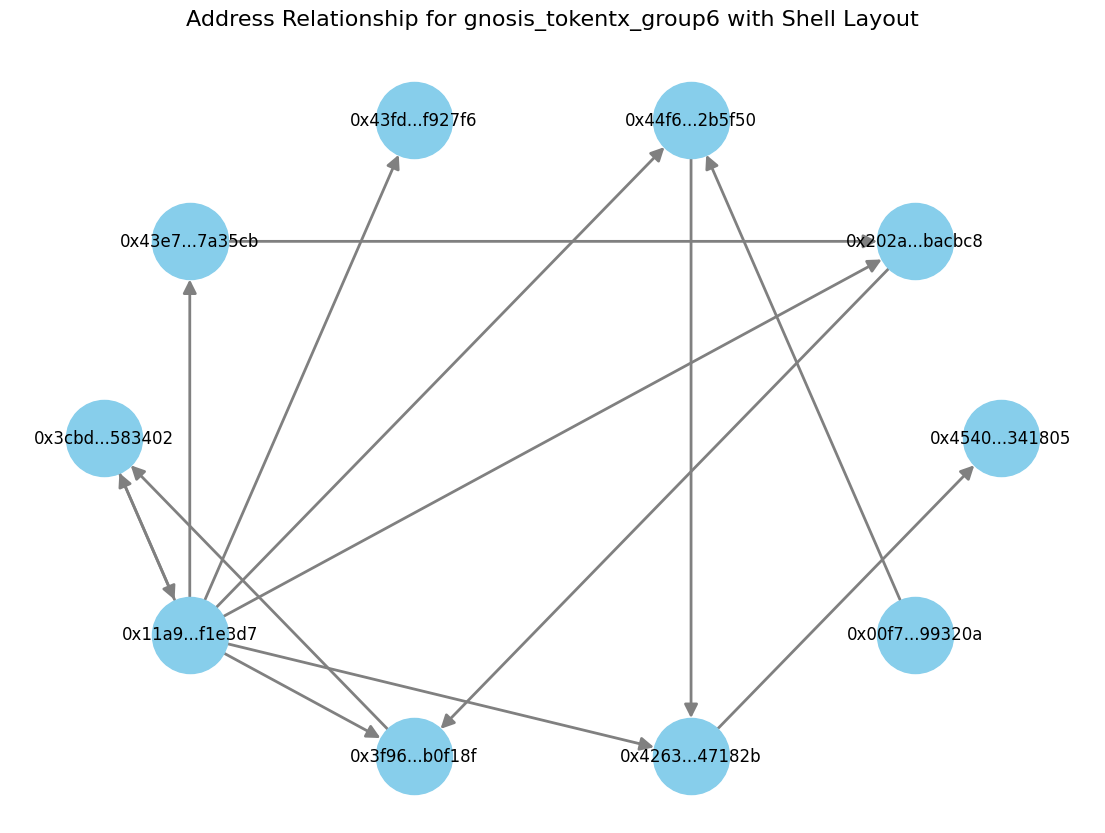 Address Relationship for gnosis_tokentx_group6 with Shell Layout
0x43fd...f927f6
0x44f6...2b5f50
0x43e7...7a35cb
0x202a...bacbc8
0x3cbd...583402
0x4540...341805
0x11a9...f1e3d7
0x00f7...99320a
0x3f96...b0f18f
0x4263...47182b